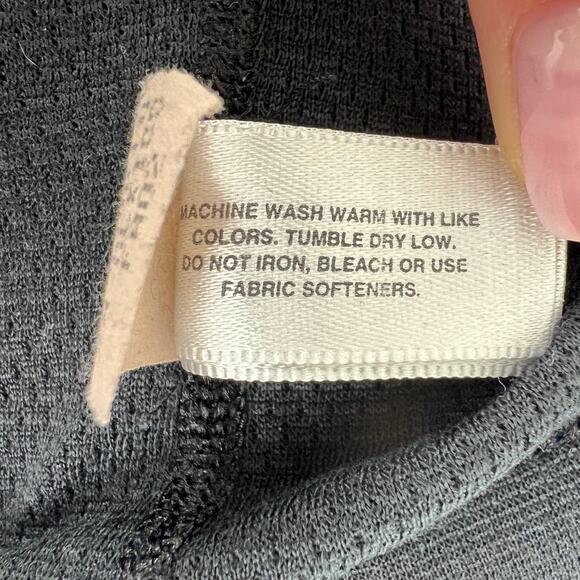 MACHINE WASH WARM WITH LIKE
COLORS. TUMBLE DRY LOW.
DO NOT IRON, BLEACH OR USE
FABRIC SOFTENERS.